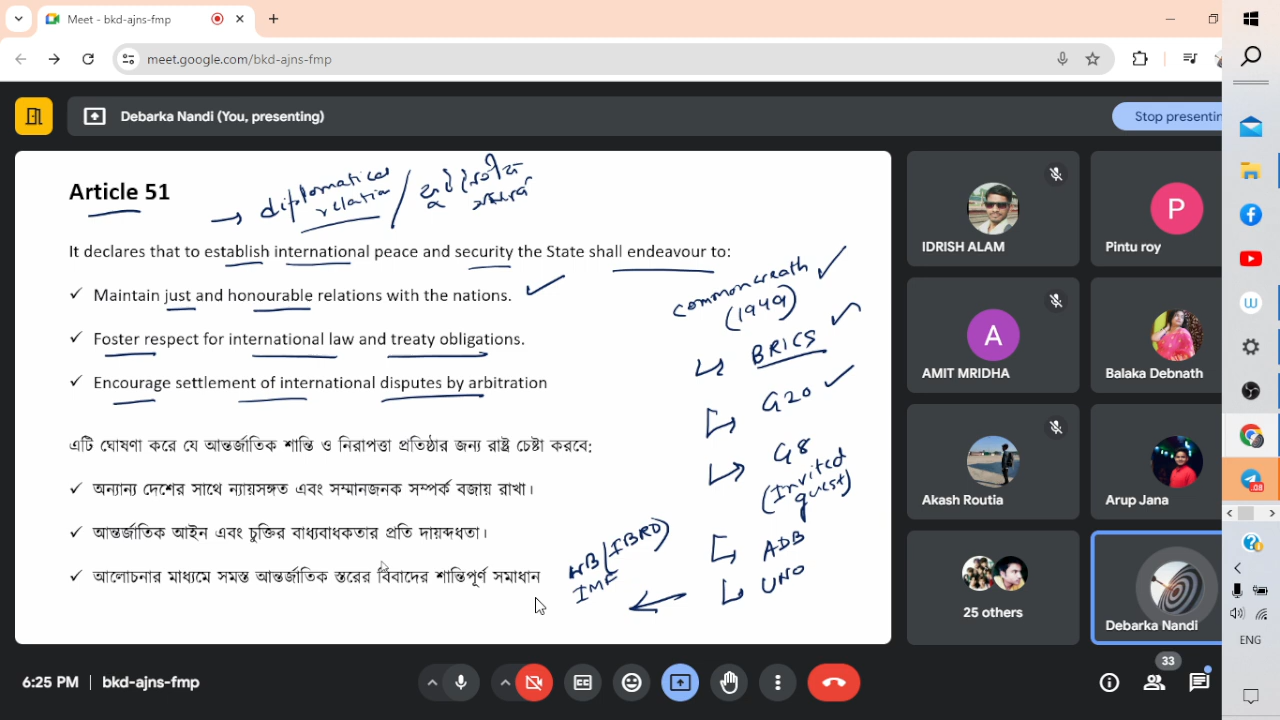 Meet - bkd-ajns-fmp
meet.google.com/bkd-ajns-fmp
Debarka Nandi (You, presenting)
Stop presentin
Article 51
→ diplomatical
relation /
It declares that to establish international peace and security the State shall endeavour to:
✓ Maintain just and honourable relations with the nations.
✓ Foster respect for international law and treaty obligations.
✓ Encourage settlement of international disputes by arbitration
এটি ঘোষণা করে যে আন্তর্জাতিক শান্তি ও নিরাপত্তা প্রতিষ্ঠার জন্য রাষ্ট্র চেষ্টা করবে:
✓ অন্যান্য দেশের সাথে ন্যায়সঙ্গত এবং সম্মানজনক সম্পর্ক বজায় রাখা।
✓ আন্তর্জাতিক আইন এবং চুক্তির বাধ্যবাধকতার প্রতি দায়বদ্ধতা।
✓ আলোচনার মাধ্যমে সমস্ত আন্তর্জাতিক স্তরের বিবাদের শান্তিপূর্ণ সমাধান
(1949)
BRICS
G20
G8
(Invited
guest)
ADB
UNO
WB/IBRD)
IMF
IDRISH ALAM
P
Pintu roy
A
AMIT MRIDHA
Balaka Debnath
Akash Routia
Arup Jana
25 others
Debarka Nandi
6:25 PM | bkd-ajns-fmp
33
ENG